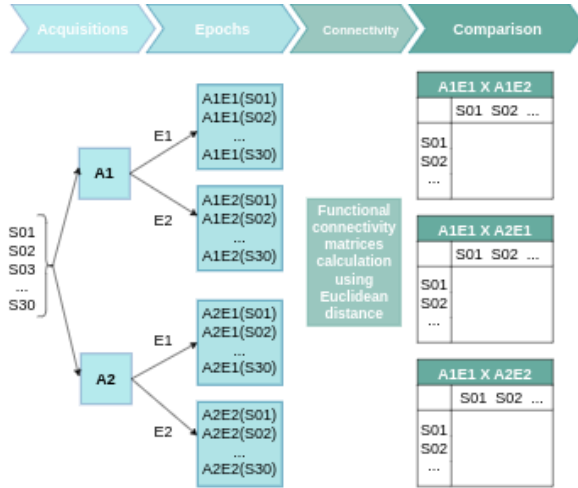 Acquisitions
Epochs
Connectivity
Comparison
S01
S02
S03
...
S30
A1
A2
E1
E2
E1
E2
A1E1(S01)
A1E1(S02)
...
A1E1(S30)
A1E2(S01)
A1E2(S02)
...
A1E2(S30)
A2E1(S01)
A2E1(S02)
...
A2E1(S30)
A2E2(S01)
A2E2(S02)
...
A2E2(S30)
Functional
connectivity
matrices
calculation
using
Euclidean
distance
A1E1 X A1E2
S01 S02 ...
S01
S02
...
A1E1 X A2E1
S01 S02 ...
S01
S02
...
A1E1 X A2E2
S01 S02 ...
S01
S02
...